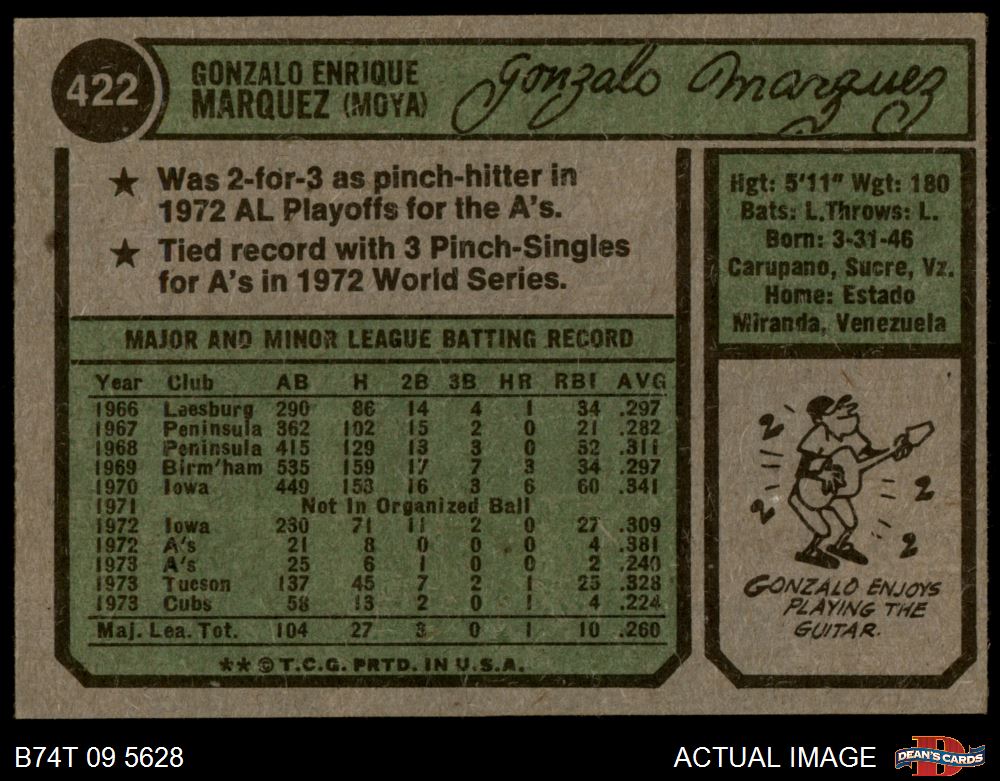 422
GONZALO ENRIQUE
MARQUEZ (MOYA)
Gonzalo Marquez
★ Was 2-for-3 as pinch-hitter in
1972 AL Playoffs for the A's.
★ Tied record with 3 Pinch-Singles
for A's in 1972 World Series.
Hgt: 5'11" Wgt: 180
Bats: L. Throws: L.
Born: 3-31-46
Carupano, Sucre, Vz.
Home: Estado
Miranda, Venezuela
MAJOR AND MINOR LEAGUE BATTING RECORD
Year Club AB H 2B 3B HR RBI AVG
1966 Leesburg 290 86 14 4 1 34 .297
1967 Peninsula 362 102 15 2 0 21 .282
1968 Peninsula 415 129 13 3 0 32 .311
1969 Birm'ham 535 159 17 7 3 34 .297
1970 Iowa 449 153 16 3 6 60 .341
1971 Not In Organized Ball
1972 Iowa 230 71 11 2 0 27 .309
1972 A's 21 8 0 0 0 4 .381
1973 A's 25 6 1 0 0 2 .240
1973 Tucson 137 45 7 2 1 25 .328
1973 Cubs 58 13 2 0 1 4 .224
Maj. Lea. Tot. 104 27 3 0 1 10 .260
** © T.C.G. PRTD. IN U.S.A.
2
2
2
2
GONZALO ENJOYS
PLAYING THE
GUITAR.
B74T 09 5628
ACTUAL IMAGE
D
DEAN'S CARDS